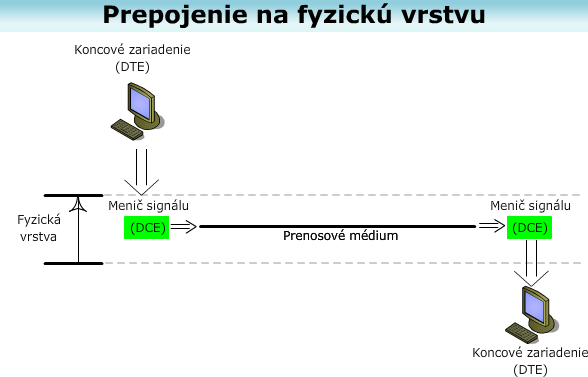 Prepojenie na fyzickú vrstvu
Koncové zariadenie
(DTE)
Menič signálu
(DCE)
Fyzická
vrstva
Prenosové médium
Menič signálu
(DCE)
Koncové zariadenie
(DTE)